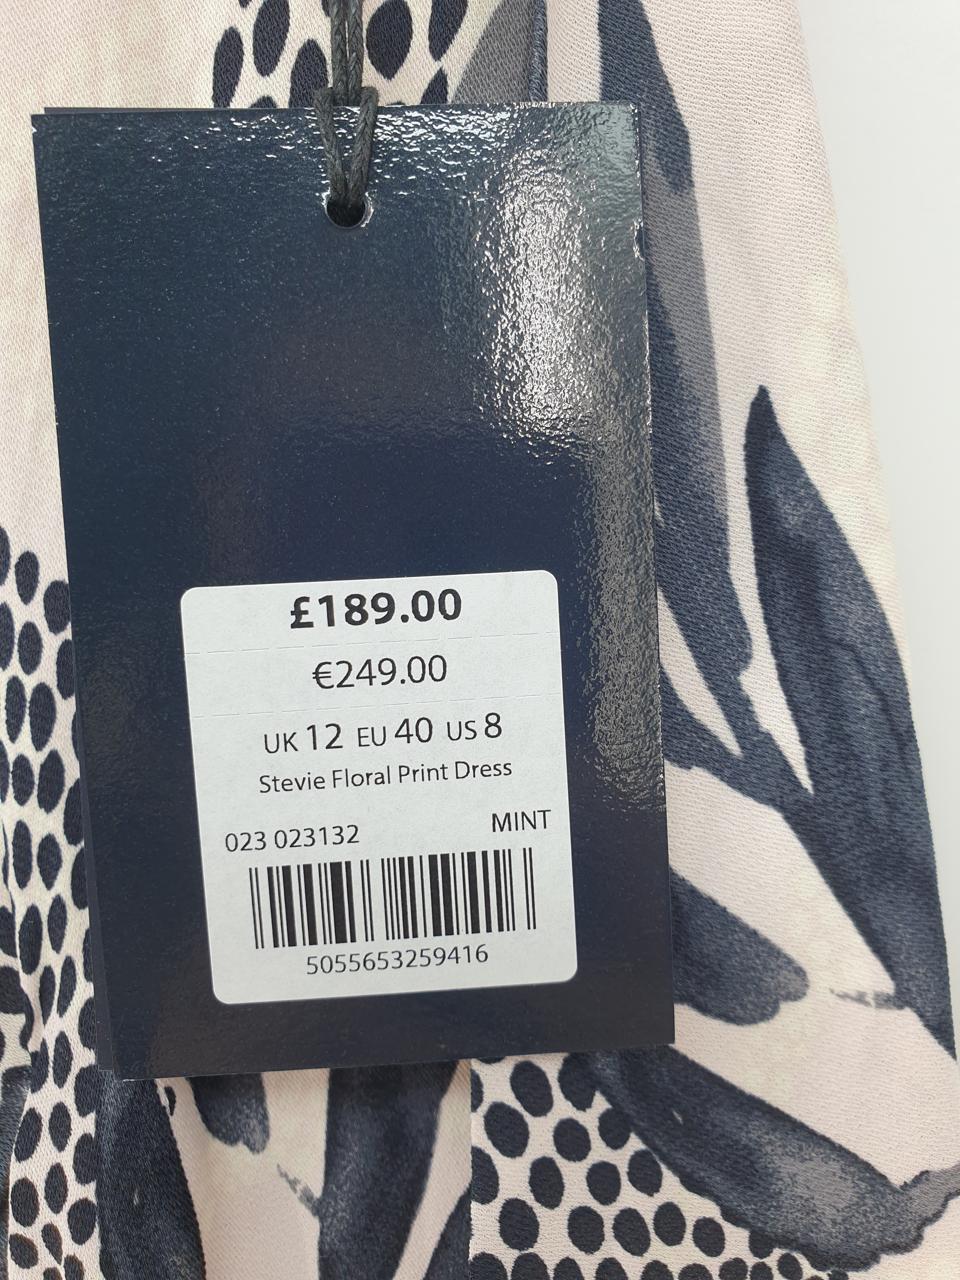 £189.00
€249.00
UK 12 EU 40 US 8
Stevie Floral Print Dress
023 023132 MINT
5055653259416